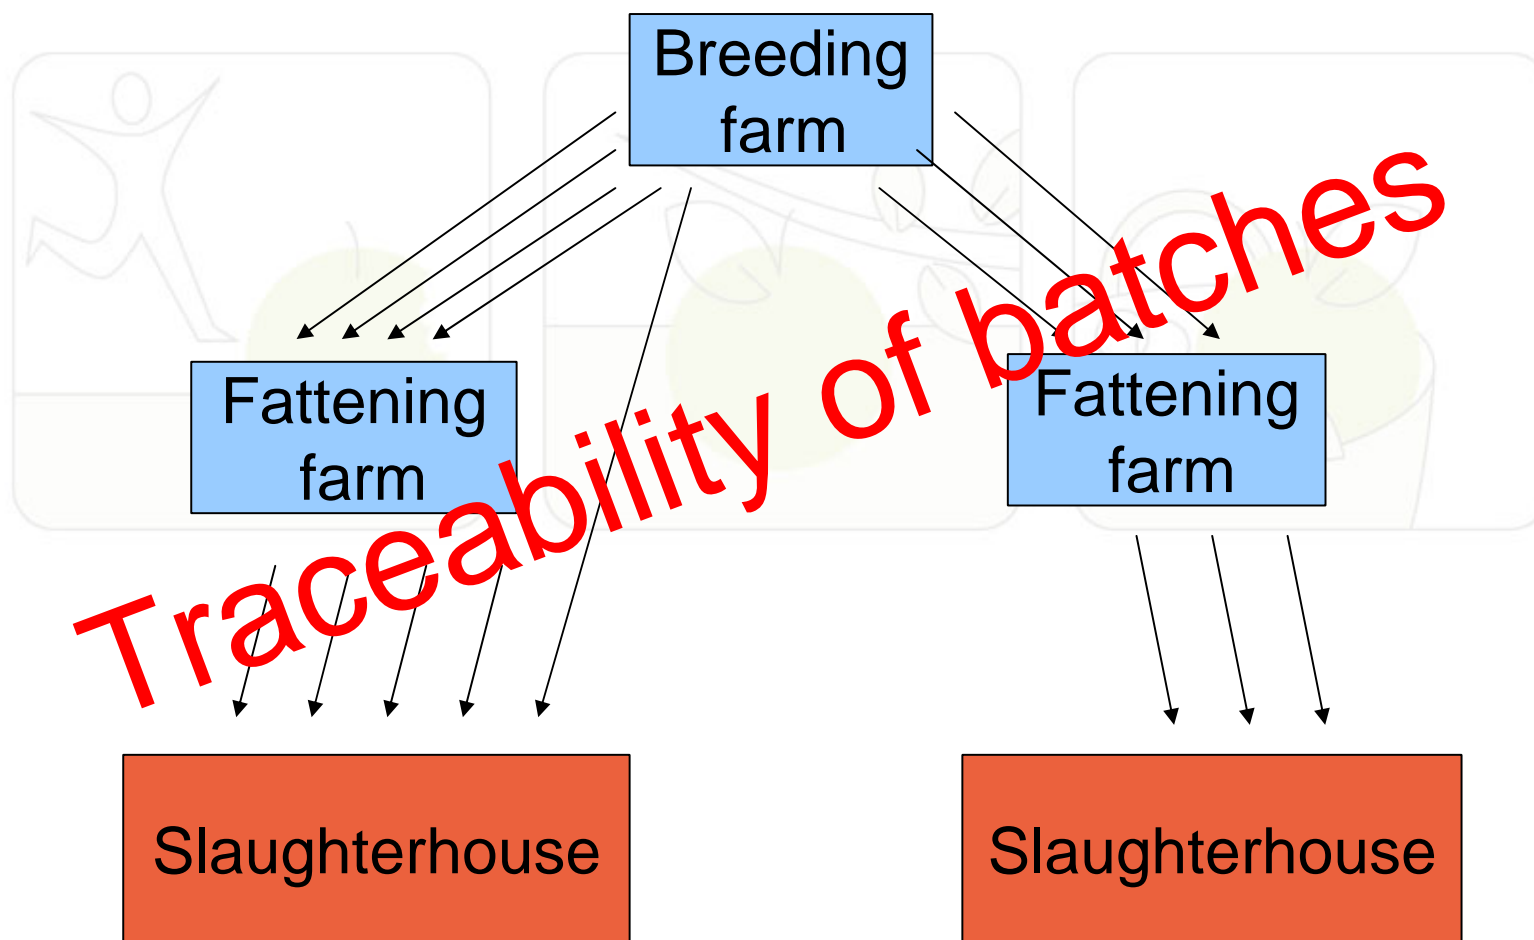 Breeding
farm
Traceability of batches
Fattening
farm
Fattening
farm
Slaughterhouse
Slaughterhouse